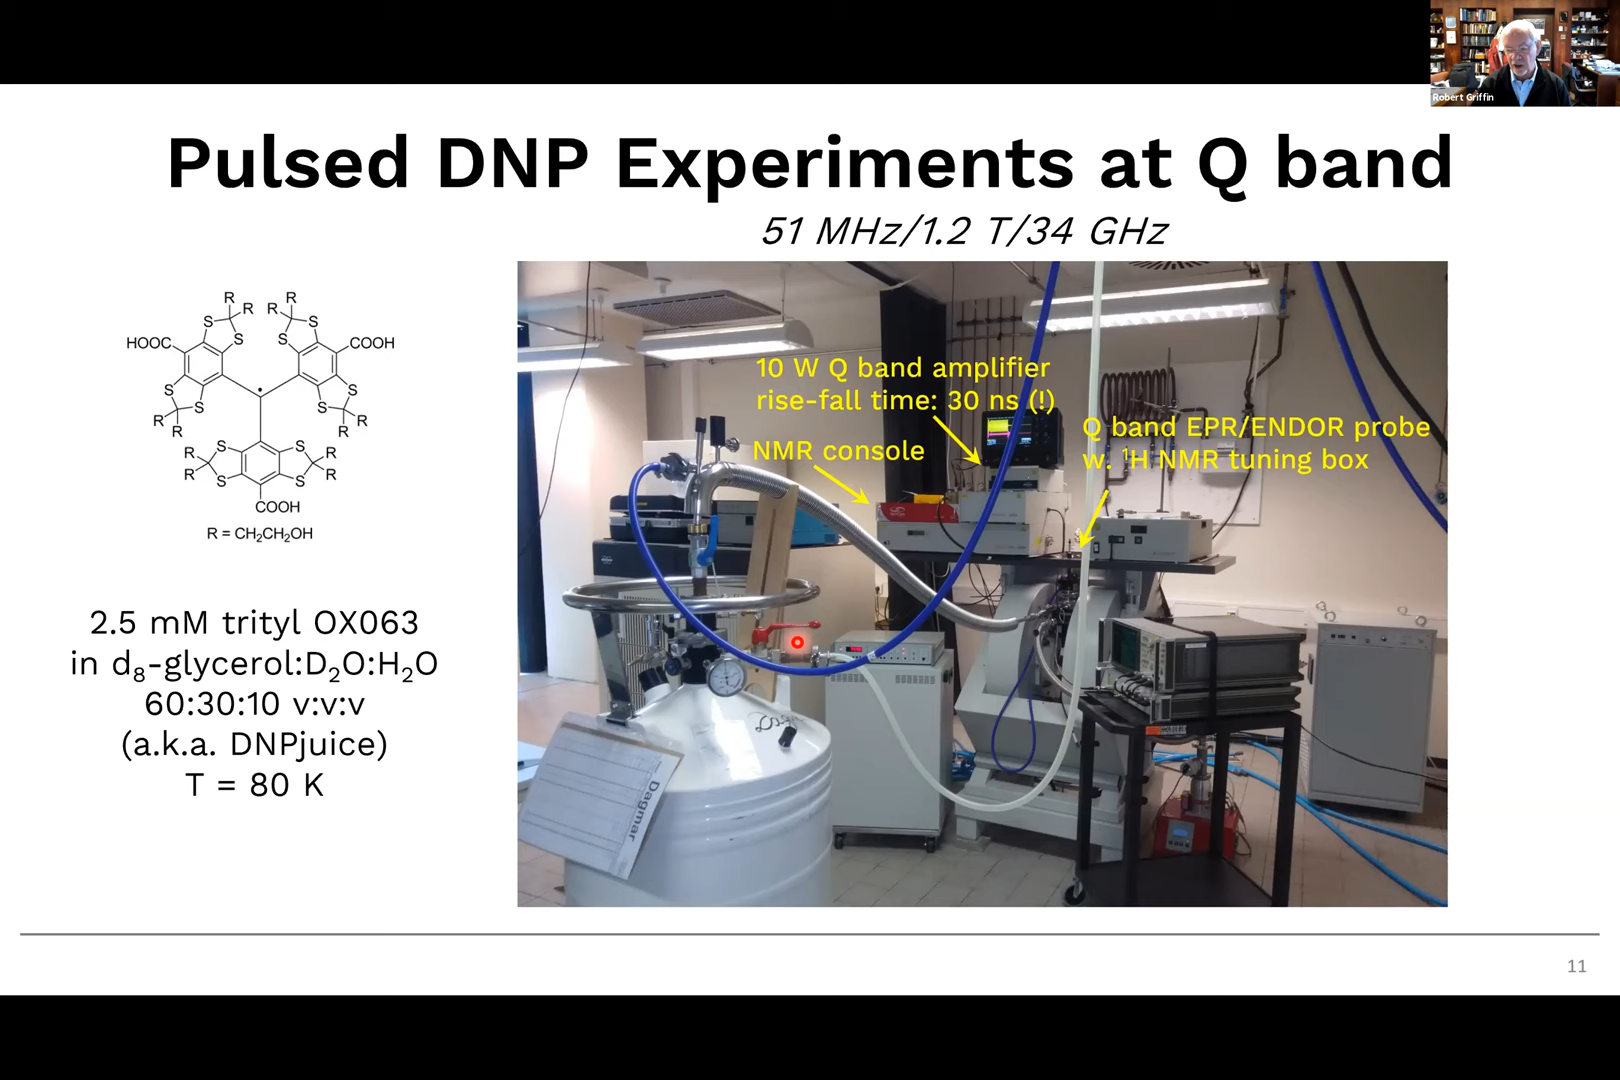 Robert Griffin
Pulsed DNP Experiments at Q band
51 MHz/1.2 T/34 GHz
R R
R R
S S
S S
HOOC COOH
S S
S S
R R
R R
R S S R
R S S R
COOH
R = CH₂CH₂OH
2.5 mM trityl OX063
in d₈-glycerol:D₂O:H₂O
60:30:10 v:v:v
(a.k.a. DNPjuice)
T = 80 K
10 W Q band amplifier
rise-fall time: 30 ns (!)
NMR console
Q band EPR/ENDOR probe
w. ¹H NMR tuning box
Dagmar
11